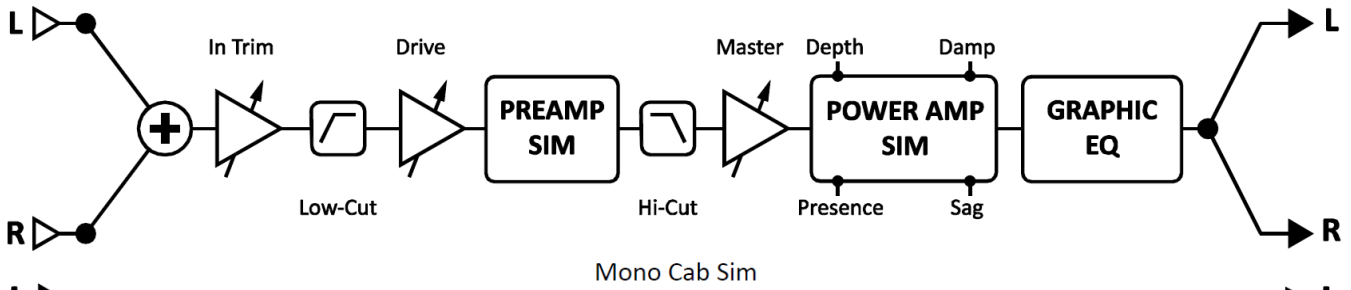 L
In Trim
Drive
Master
Depth
Damp
L
PREAMP
SIM
POWER AMP
SIM
GRAPHIC
EQ
Low-Cut
Hi-Cut
Presence
Sag
R
R
Mono Cab Sim